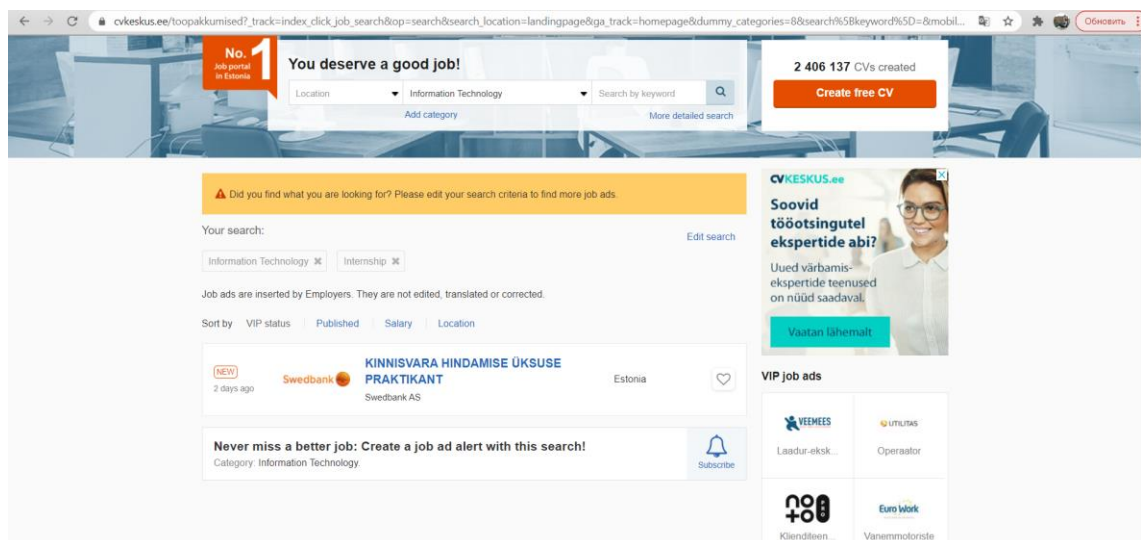 cvkeskus.ee/toopakkumised?_track=index_click_job_search&op=search&search_location=landingpage&ga_track=homepage&dummy_categories=8&search%5Bkeyword%5D=&mobil...
Обновить
No. 1
Job portal
in Estonia
You deserve a good job!
Location
Information Technology
Search by keyword
Add category
More detailed search
2 406 137 CVs created
Create free CV
Did you find what you are looking for? Please edit your search criteria to find more job ads.
Your search:
Edit search
Information Technology ✖
Internship ✖
Job ads are inserted by Employers. They are not edited, translated or corrected.
Sort by VIP status Published Salary Location
NEW
2 days ago
Swedbank
KINNISVARA HINDAMISE ÜKSUSE
PRAKTIKANT
Swedbank AS
Estonia
Never miss a better job: Create a job ad alert with this search!
Category: Information Technology.
Subscribe
CVKESKUS.ee
Soovid
tööotsingutel
ekspertide abi?
Uued värbamis-
ekspertide teenused
on nüüd saadaval.
Vaatan lähemalt
VIP job ads
VEEMEES
Laadur-eksk...
UTILITAS
Operaator
noto PRO
Klienditeen...
Euro Work
Vanemmotoriste